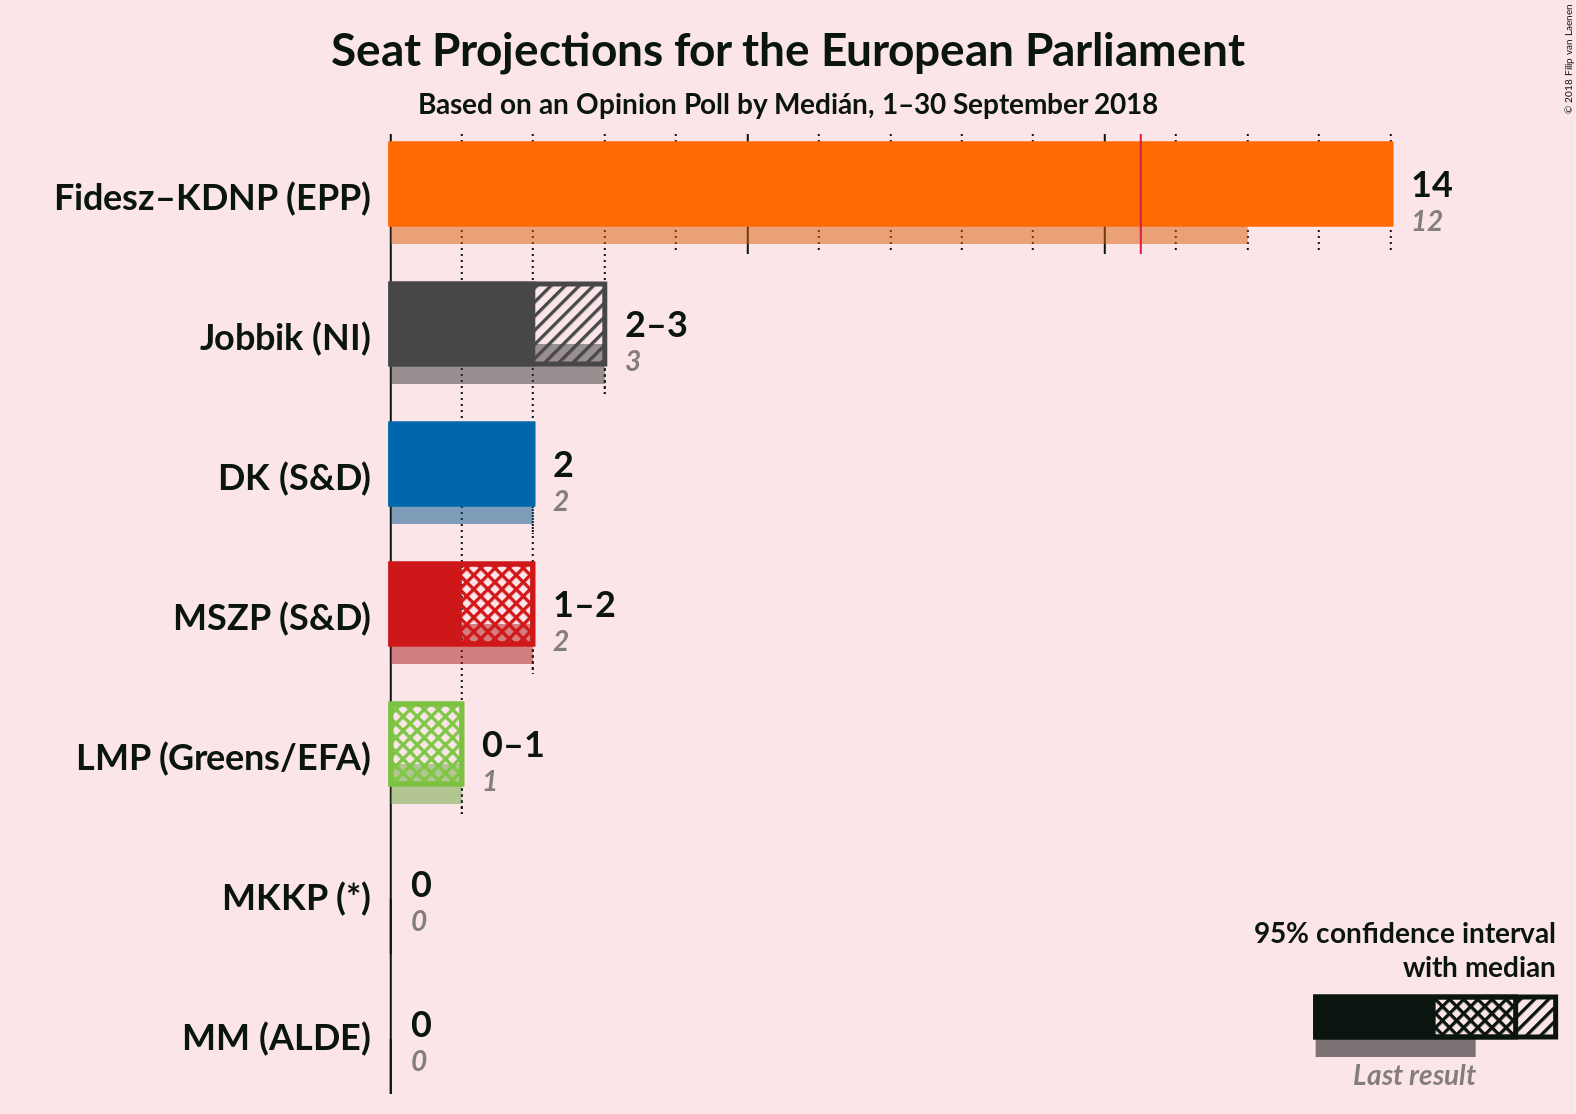 Seat Projections for the European Parliament
Based on an Opinion Poll by Medián, 1–30 September 2018
© 2018 Filip van Laenen
Fidesz–KDNP (EPP)
14
12
Jobbik (NI)
2–3
3
DK (S&D)
2
2
MSZP (S&D)
1–2
2
LMP (Greens/EFA)
0–1
1
MKKP (*)
0
0
MM (ALDE)
0
0
95% confidence interval
with median
Last result